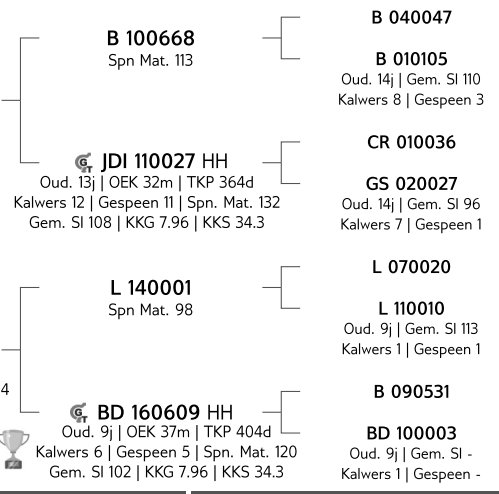 B 100668
Spn Mat. 113
B 040047
B 010105
Oud. 14j | Gem. SI 110
Kalwers 8 | Gespeen 3
GT JDI 110027 HH
Oud. 13j | OEK 32m | TKP 364d
Kalwers 12 | Gespeen 11 | Spn. Mat. 132
Gem. SI 108 | KKG 7.96 | KKS 34.3
CR 010036
GS 020027
Oud. 14j | Gem. SI 96
Kalwers 7 | Gespeen 1
L 140001
Spn Mat. 98
L 070020
L 110010
Oud. 9j | Gem. SI 113
Kalwers 1 | Gespeen 1
4
GT BD 160609 HH
Oud. 9j | OEK 37m | TKP 404d
Kalwers 6 | Gespeen 5 | Spn. Mat. 120
Gem. SI 102 | KKG 7.96 | KKS 34.3
B 090531
BD 100003
Oud. 9j | Gem. SI -
Kalwers 1 | Gespeen -